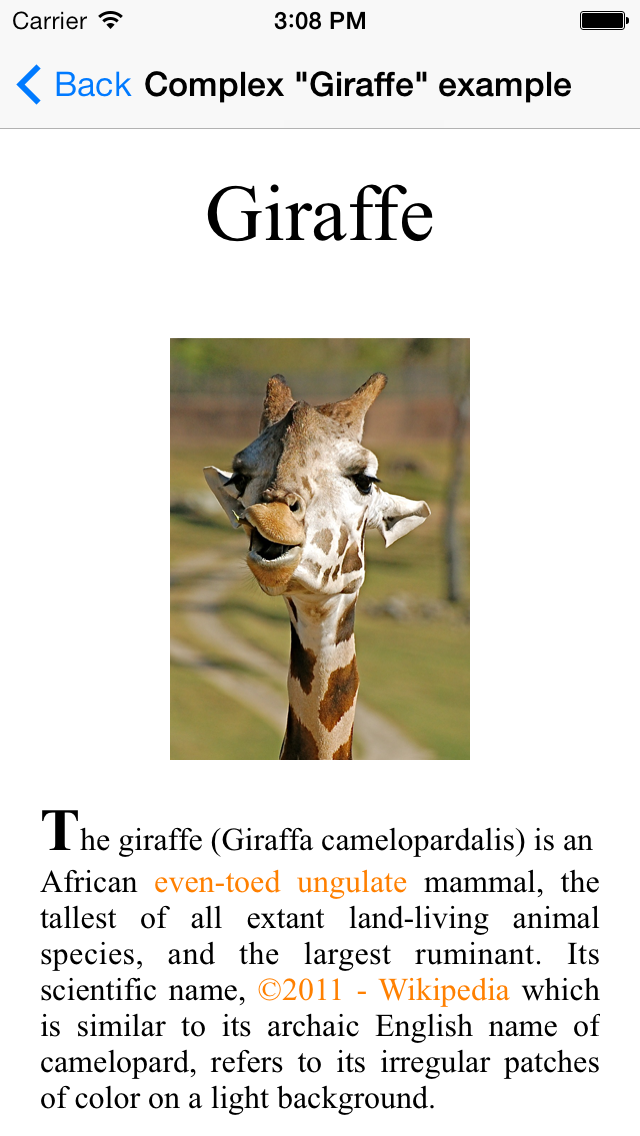 Carrier 3:08 PM
Back Complex "Giraffe" example
Giraffe
The giraffe (Giraffa camelopardalis) is an
African even-toed ungulate mammal, the
tallest of all extant land-living animal
species, and the largest ruminant. Its
scientific name, ©2011 - Wikipedia which
is similar to its archaic English name of
camelopard, refers to its irregular patches
of color on a light background.